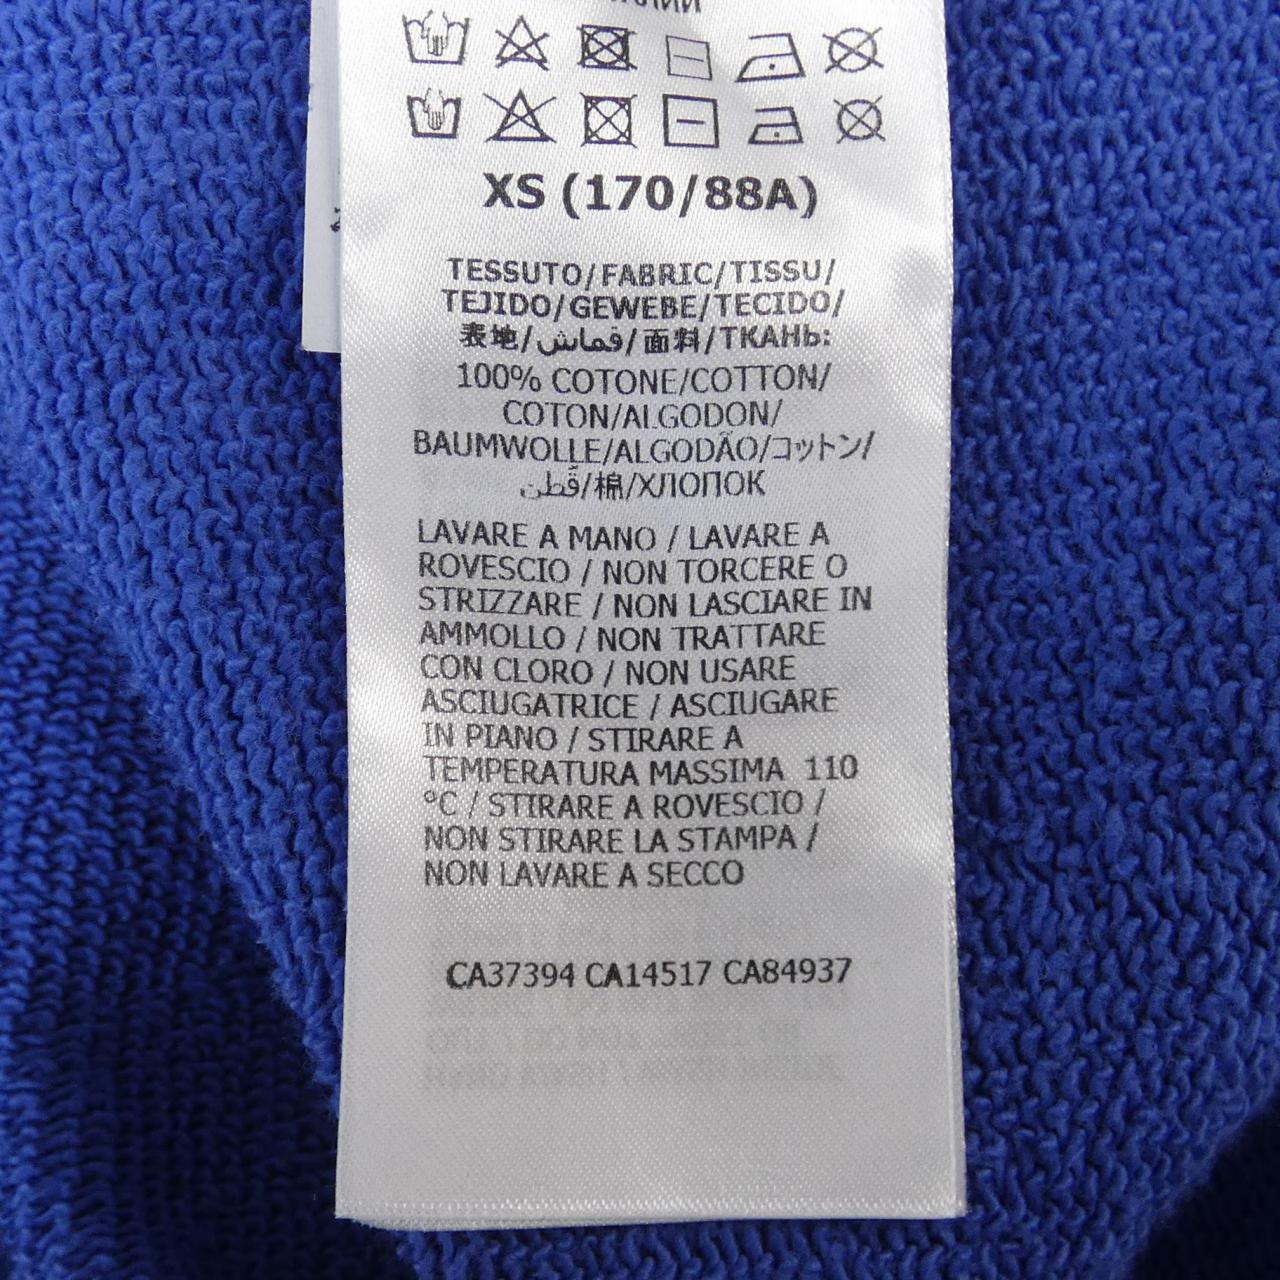 XS (170/88A)
TESSUTO/FABRIC/TISSU/
TEJIDO/GEWEBE/TECIDO/
表地/قماش/面料/ТКАНЬ:
100% COTONE/COTTON/
COTON/ALGODON/
BAUMWOLLE/ALGODÃO/コットン/
قُطن/棉/ХЛОПОК
LAVARE A MANO / LAVARE A
ROVESCIO / NON TORCERE O
STRIZZARE / NON LASCIARE IN
AMMOLLO / NON TRATTARE
CON CLORO / NON USARE
ASCIUGATRICE / ASCIUGARE
IN PIANO / STIRARE A
TEMPERATURA MASSIMA 110
°C / STIRARE A ROVESCIO /
NON STIRARE LA STAMPA /
NON LAVARE A SECCO
CA37394 CA14517 CA84937